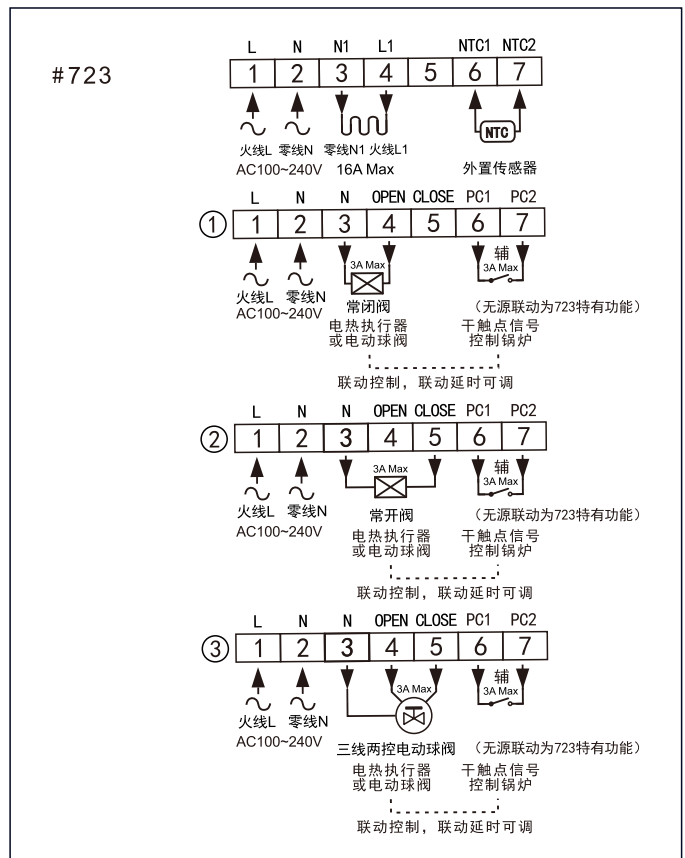 L N N1 L1 NTC1 NTC2
#723
1 2 3 4 5 6 7
NTC
火线L 零线N 零线N1 火线L1
AC100~240V 16A Max 外置传感器
L N N OPEN CLOSE PC1 PC2
① 1 2 3 4 5 6 7
辅
3A Max 3A Max
火线L 零线N 常闭阀 （无源联动为723特有功能）
AC100~240V 电热执行器 干触点信号
或电动球阀 控制锅炉
联动控制，联动延时可调
L N N OPEN CLOSE PC1 PC2
② 1 2 3 4 5 6 7
辅
3A Max 3A Max
火线L 零线N 常开阀 （无源联动为723特有功能）
AC100~240V 电热执行器 干触点信号
或电动球阀 控制锅炉
联动控制，联动延时可调
L N N OPEN CLOSE PC1 PC2
③ 1 2 3 4 5 6 7
辅
3A Max 3A Max
火线L 零线N
AC100~240V 三线两控电动球阀 （无源联动为723特有功能）
电热执行器 干触点信号
或电动球阀 控制锅炉
联动控制，联动延时可调